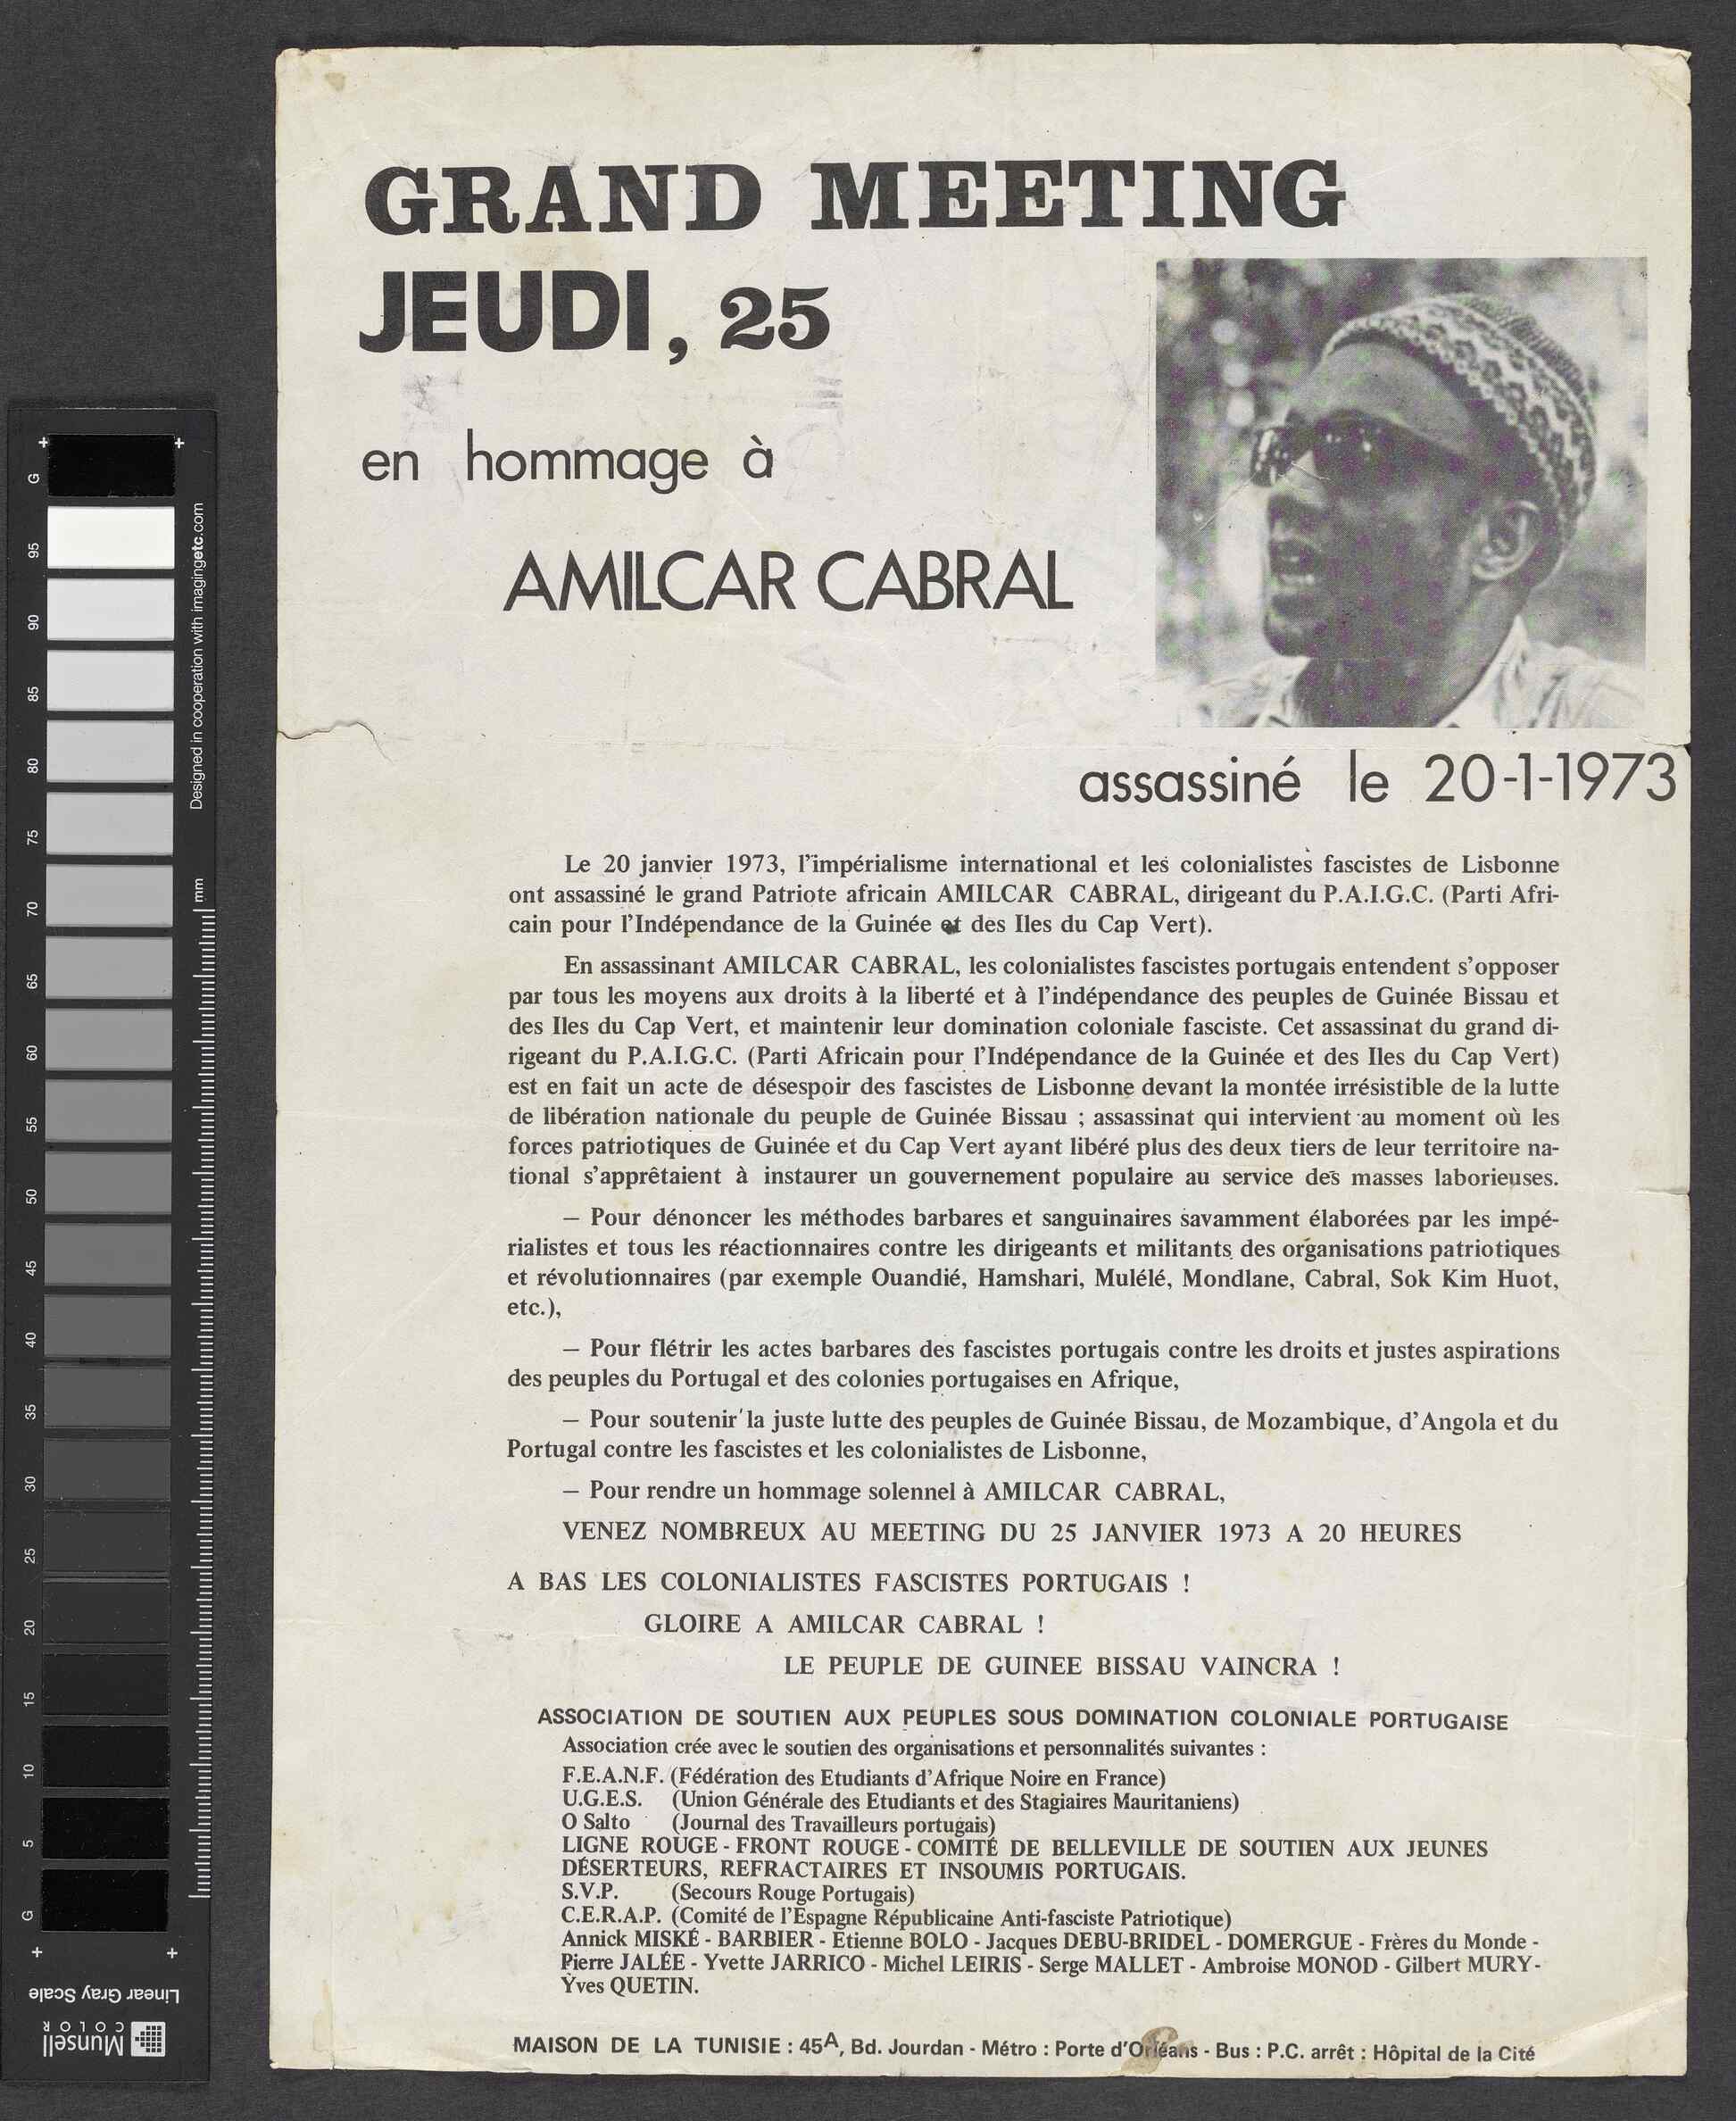 GRAND MEETING
JEUDI, 25
en hommage à
AMILCAR CABRAL
assassiné le 20-1-1973
Le 20 janvier 1973, l'impérialisme international et les colonialistes fascistes de Lisbonne
ont assassiné le grand Patriote africain AMILCAR CABRAL, dirigeant du P.A.I.G.C. (Parti Afri-
cain pour l'Indépendance de la Guinée et des Iles du Cap Vert).
En assassinant AMILCAR CABRAL, les colonialistes fascistes portugais entendent s'opposer
par tous les moyens aux droits à la liberté et à l'indépendance des peuples de Guinée Bissau et
des Iles du Cap Vert, et maintenir leur domination coloniale fasciste. Cet assassinat du grand di-
rigeant du P.A.I.G.C. (Parti Africain pour l'Indépendance de la Guinée et des Iles du Cap Vert)
est en fait un acte de désespoir des fascistes de Lisbonne devant la montée irrésistible de la lutte
de libération nationale du peuple de Guinée Bissau ; assassinat qui intervient au moment où les
forces patriotiques de Guinée et du Cap Vert ayant libéré plus des deux tiers de leur territoire na-
tional s'apprêtaient à instaurer un gouvernement populaire au service des masses laborieuses.
— Pour dénoncer les méthodes barbares et sanguinaires savamment élaborées par les impé-
rialistes et tous les réactionnaires contre les dirigeants et militants des organisations patriotiques
et révolutionnaires (par exemple Ouandié, Hamshari, Mulélé, Mondlane, Cabral, Sok Kim Huot,
etc.),
— Pour flétrir les actes barbares des fascistes portugais contre les droits et justes aspirations
des peuples du Portugal et des colonies portugaises en Afrique,
— Pour soutenir la juste lutte des peuples de Guinée Bissau, de Mozambique, d'Angola et du
Portugal contre les fascistes et les colonialistes de Lisbonne,
— Pour rendre un hommage solennel à AMILCAR CABRAL,
VENEZ NOMBREUX AU MEETING DU 25 JANVIER 1973 A 20 HEURES
A BAS LES COLONIALISTES FASCISTES PORTUGAIS !
GLOIRE A AMILCAR CABRAL !
LE PEUPLE DE GUINEE BISSAU VAINCRA !
ASSOCIATION DE SOUTIEN AUX PEUPLES SOUS DOMINATION COLONIALE PORTUGAISE
Association crée avec le soutien des organisations et personnalités suivantes :
F.E.A.N.F. (Fédération des Etudiants d'Afrique Noire en France)
U.G.E.S. (Union Générale des Etudiants et des Stagiaires Mauritaniens)
O Salto (Journal des Travailleurs portugais)
LIGNE ROUGE - FRONT ROUGE - COMITÉ DE BELLEVILLE DE SOUTIEN AUX JEUNES
DÉSERTEURS, REFRACTAIRES ET INSOUMIS PORTUGAIS.
S.V.P. (Secours Rouge Portugais)
C.E.R.A.P. (Comité de l'Espagne Républicaine Anti-fasciste Patriotique)
Annick MISKÉ - BARBIER - Etienne BOLO - Jacques DEBU-BRIDEL - DOMERGUE - Frères du Monde -
Pierre JALÉE - Yvette JARRICO - Michel LEIRIS - Serge MALLET - Ambroise MONOD - Gilbert MURY-
Yves QUETIN.
MAISON DE LA TUNISIE : 45A, Bd. Jourdan - Métro : Porte d'Orléans - Bus : P.C. arrêt : Hôpital de la Cité
G
95
90
85
80
75
70
65
60
55
50
45
40
35
30
25
20
15
10
5
G
Designed in cooperation with imagingetc.com
mm
Linear Gray Scale
Munsell
COLOR